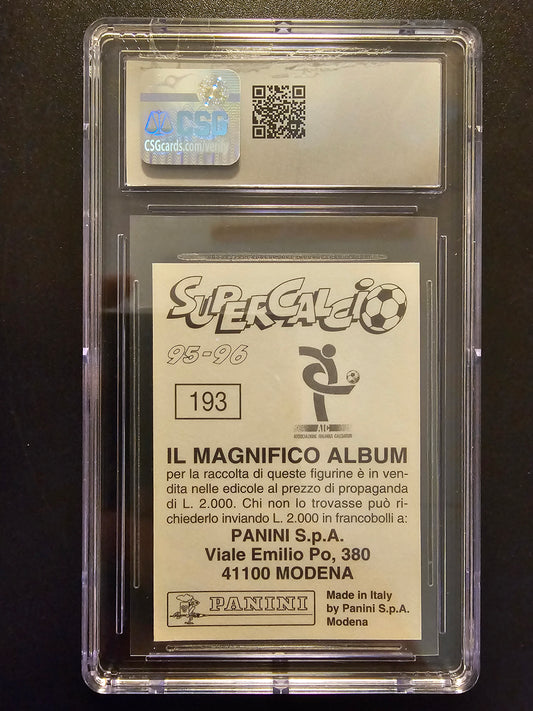 CSG
CSGcards.com/verify
SUPERCALCIO
95-96
193
AIC
ASSOCIAZIONE ITALIANA CALCIATORI
IL MAGNIFICO ALBUM
per la raccolta di queste figurine è in ven-
dita nelle edicole al prezzo di propaganda
di L. 2.000. Chi non lo trovasse può ri-
chiederlo inviando L. 2.000 in francobolli a:
PANINI S.p.A.
Viale Emilio Po, 380
41100 MODENA
PANINI
Made in Italy
by Panini S.p.A.
Modena